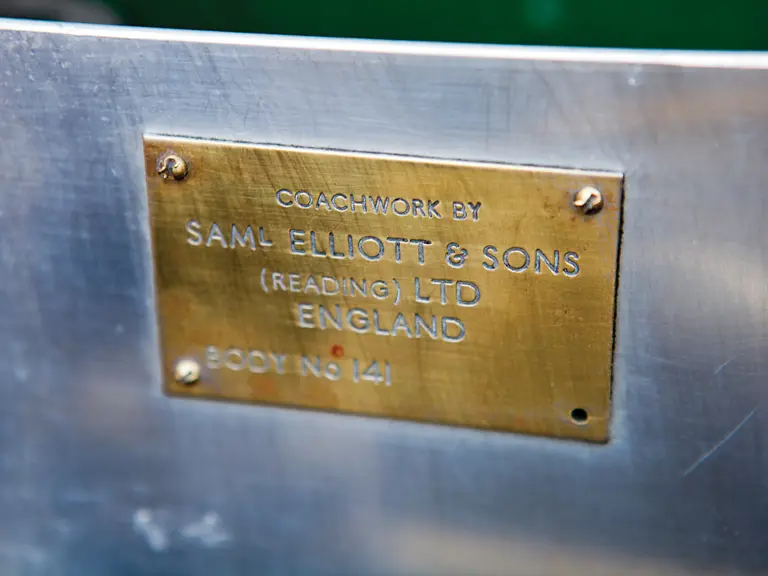 COACHWORK BY
SAMᴸ ELLIOTT & SONS
(READING) LTD
ENGLAND
BODY No 141